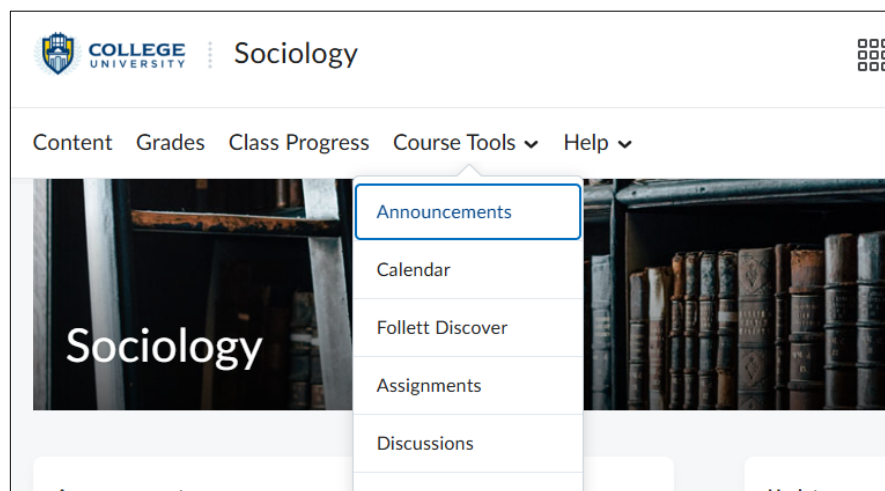 COLLEGE
UNIVERSITY
Sociology
Content Grades Class Progress Course Tools Help
Announcements
Calendar
Follett Discover
Assignments
Discussions
Sociology